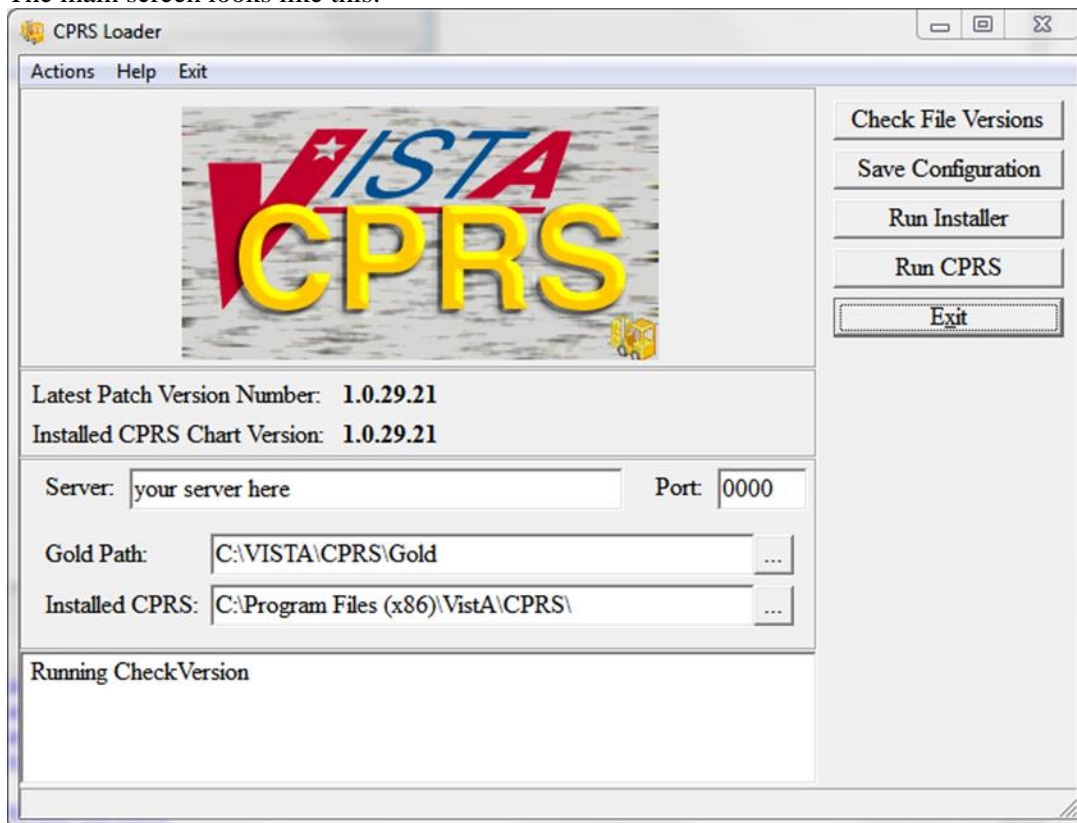 The main screen looks like this:
CPRS Loader
Actions Help Exit
VISTA
CPRS
Check File Versions
Save Configuration
Run Installer
Run CPRS
Exit
Latest Patch Version Number: 1.0.29.21
Installed CPRS Chart Version: 1.0.29.21
Server: your server here Port: 0000
Gold Path: C:\VISTA\CPRS\Gold ...
Installed CPRS: C:\Program Files (x86)\VistA\CPRS\ ...
Running CheckVersion